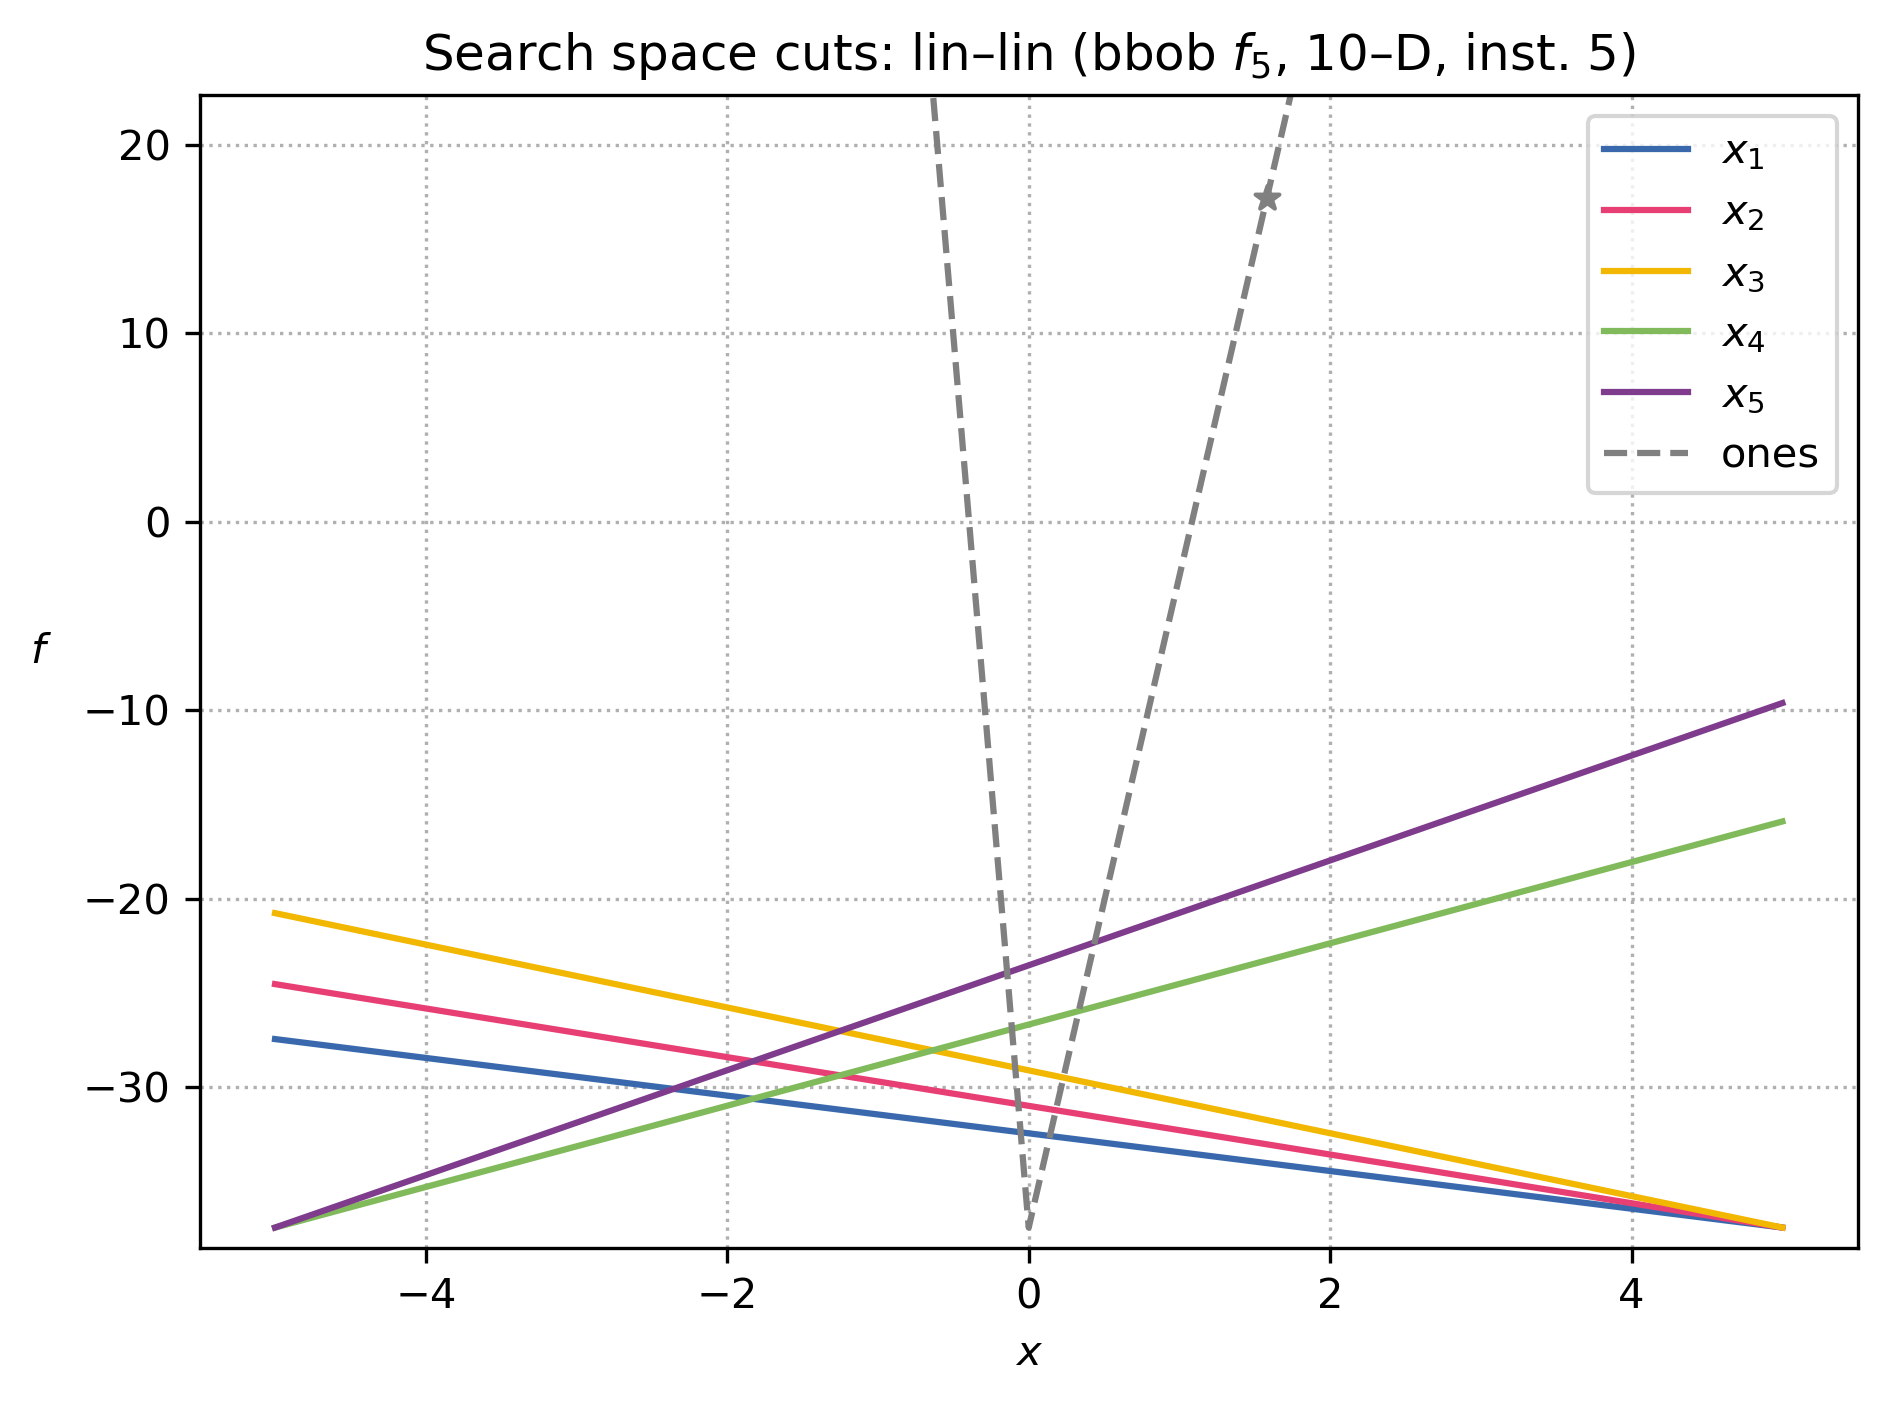 Search space cuts: lin–lin (bbob f₅, 10–D, inst. 5)
20
10
0
−10
−20
−30
f
x₁
x₂
x₃
x₄
x₅
ones
−4
−2
0
2
4
x